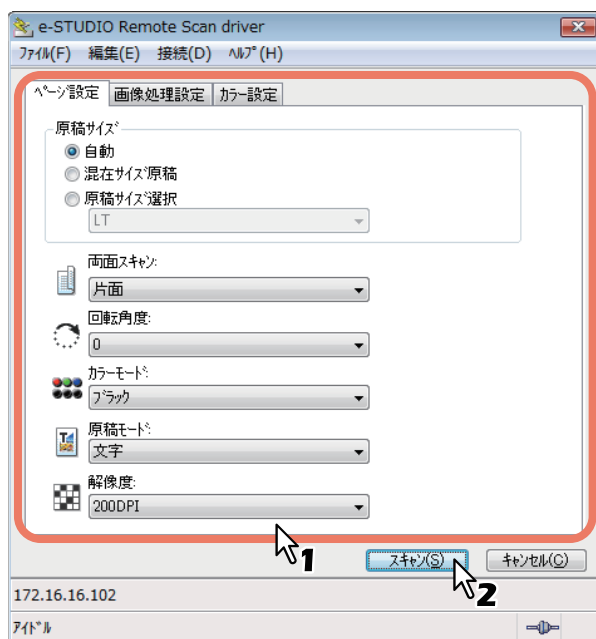 e-STUDIO Remote Scan driver
ファイル(F) 編集(E) 接続(D) ヘルプ(H)
ページ設定 画像処理設定 カラー設定
原稿サイズ
自動
混在サイズ原稿
原稿サイズ選択
LT
両面スキャン:
片面
回転角度:
0
カラーモード:
ブラック
原稿モード:
文字
解像度:
200DPI
1
スキャン(S) キャンセル(C)
2
172.16.16.102
アイドル